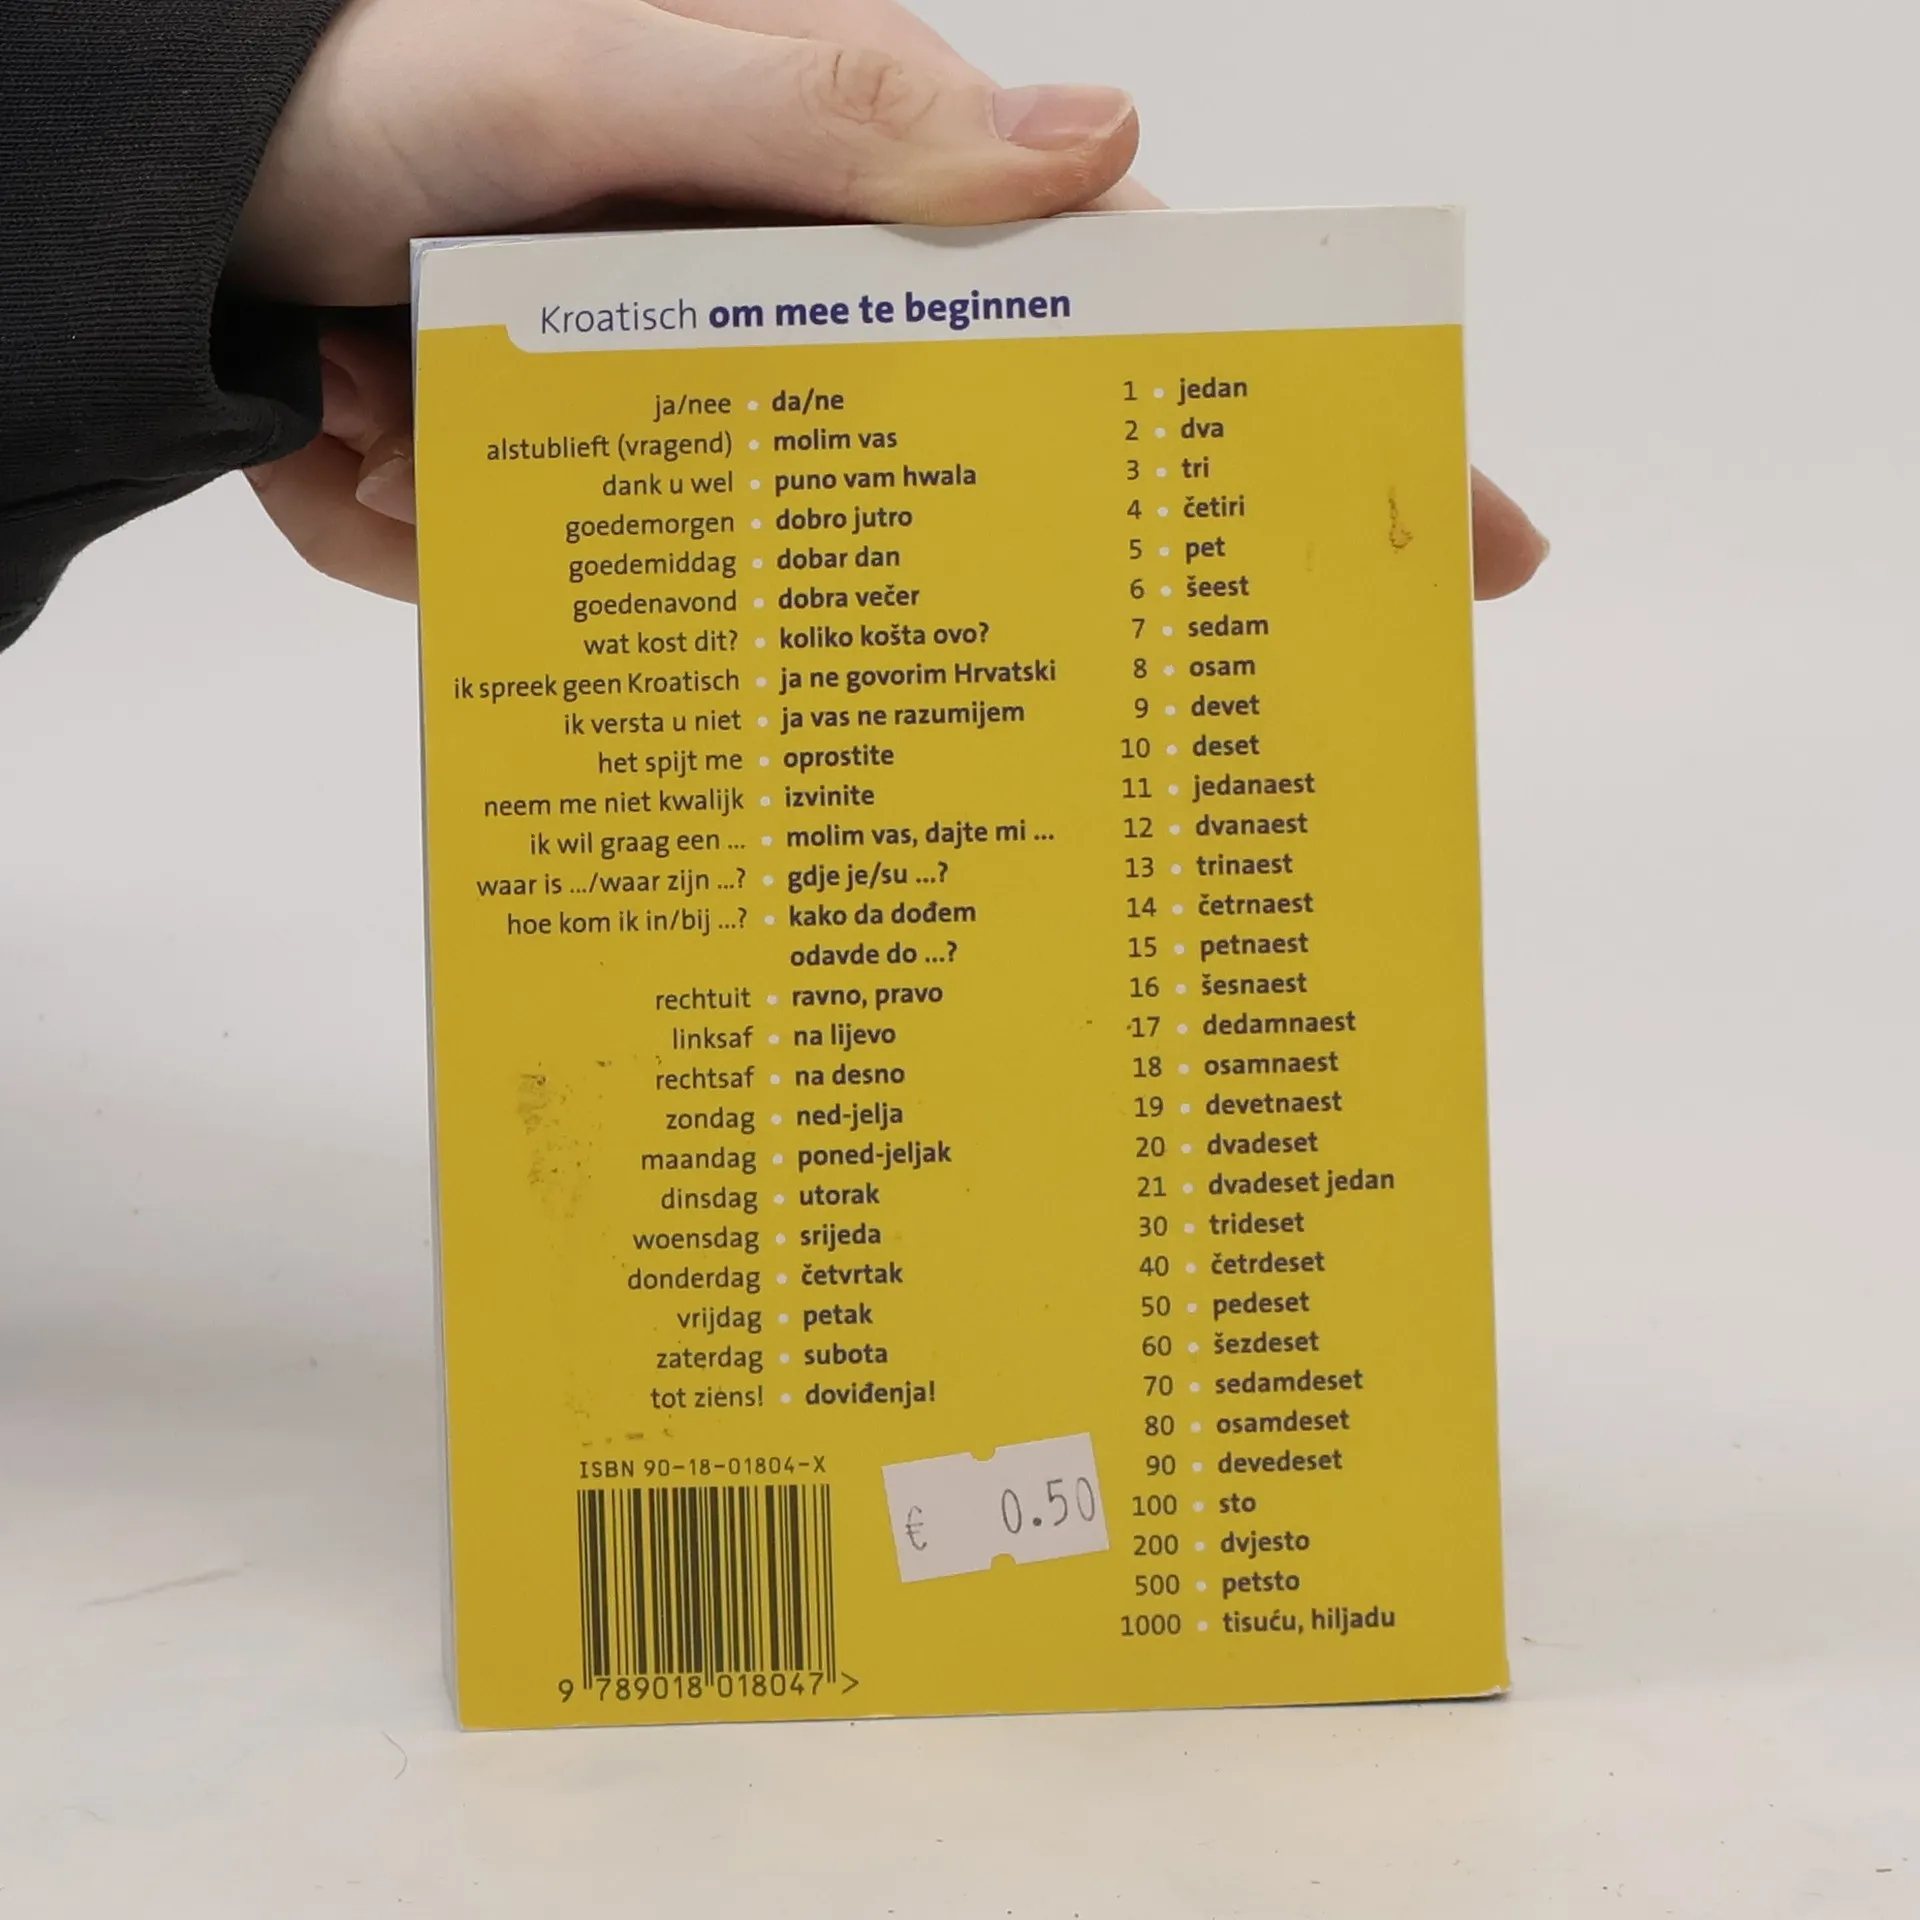 Kroatisch om mee te beginnen
ja/nee • da/ne
alstublieft (vragend) • molim vas
dank u wel • puno vam hwala
goedemorgen • dobro jutro
goedemiddag • dobar dan
goedenavond • dobra večer
wat kost dit? • koliko košta ovo?
ik spreek geen Kroatisch • ja ne govorim Hrvatski
ik versta u niet • ja vas ne razumijem
het spijt me • oprostite
neem me niet kwalijk • izvinite
ik wil graag een ... • molim vas, dajte mi ...
waar is .../waar zijn ...? • gdje je/su ...?
hoe kom ik in/bij ...? • kako da dođem
odavde do ...?
rechtuit • ravno, pravo
linksaf • na lijevo
rechtsaf • na desno
zondag • ned-jelja
maandag • poned-jeljak
dinsdag • utorak
woensdag • srijeda
donderdag • četvrtak
vrijdag • petak
zaterdag • subota
tot ziens! • doviđenja!
1 • jedan
2 • dva
3 • tri
4 • četiri
5 • pet
6 • šeest
7 • sedam
8 • osam
9 • devet
10 • deset
11 • jedanaest
12 • dvanaest
13 • trinaest
14 • četrnaest
15 • petnaest
16 • šesnaest
17 • dedamnaest
18 • osamnaest
19 • devetnaest
20 • dvadeset
21 • dvadeset jedan
30 • trideset
40 • četrdeset
50 • pedeset
60 • šezdeset
70 • sedamdeset
80 • osamdeset
90 • devedeset
100 • sto
200 • dvjesto
500 • petsto
1000 • tisuću, hiljadu
ISBN 90-18-01804-X
9 789018 018047 >
€ 0.50